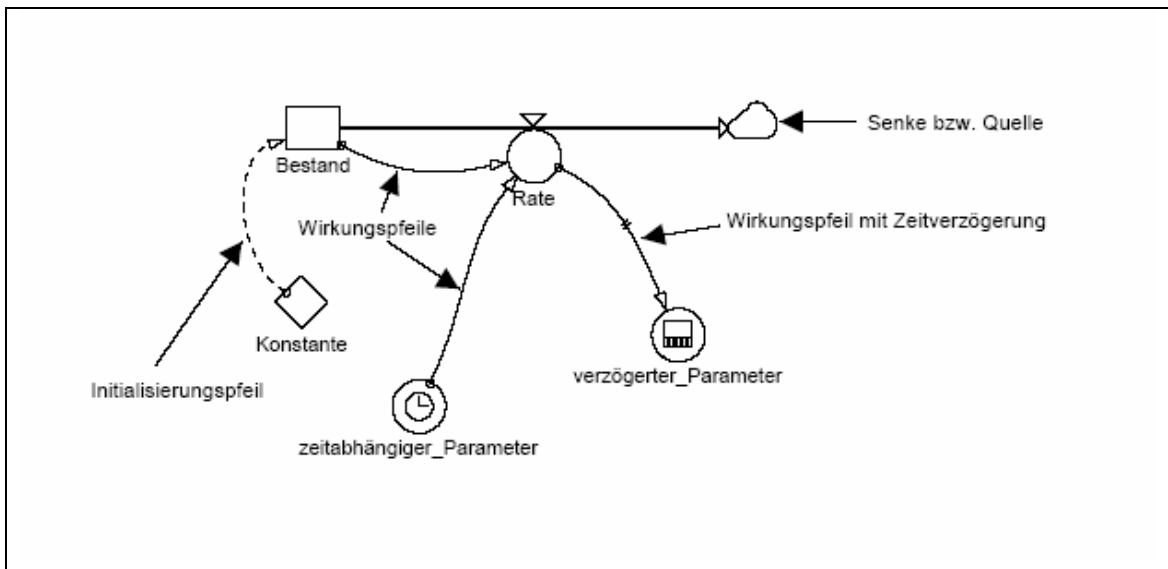 Senke bzw. Quelle
Bestand
Rate
Wirkungspfeile
Wirkungspfeil mit Zeitverzögerung
Konstante
verzögerter_Parameter
Initialisierungspfeil
zeitabhängiger_Parameter